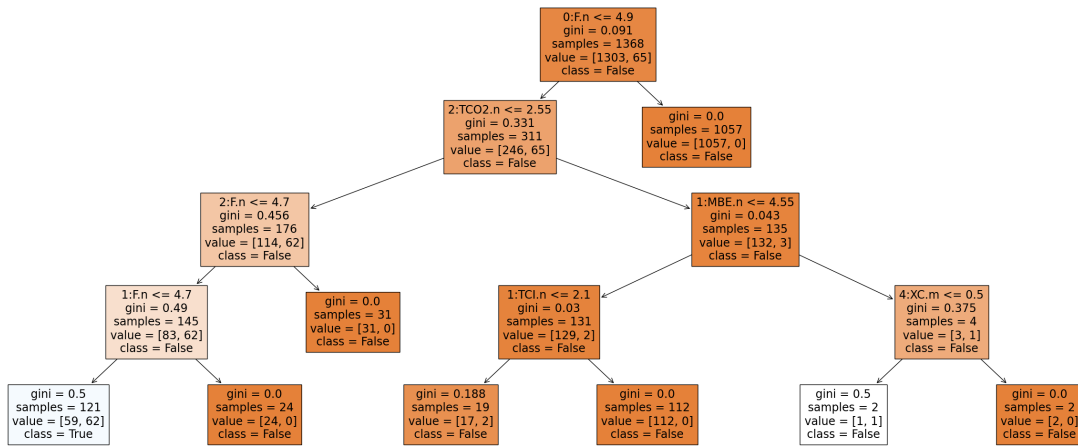 0:F.n <= 4.9
gini = 0.091
samples = 1368
value = [1303, 65]
class = False
2:TCO2.n <= 2.55
gini = 0.331
samples = 311
value = [246, 65]
class = False
gini = 0.0
samples = 1057
value = [1057, 0]
class = False
2:F.n <= 4.7
gini = 0.456
samples = 176
value = [114, 62]
class = False
1:MBE.n <= 4.55
gini = 0.043
samples = 135
value = [132, 3]
class = False
1:F.n <= 4.7
gini = 0.49
samples = 145
value = [83, 62]
class = False
gini = 0.0
samples = 31
value = [31, 0]
class = False
1:TCI.n <= 2.1
gini = 0.03
samples = 131
value = [129, 2]
class = False
4:XC.m <= 0.5
gini = 0.375
samples = 4
value = [3, 1]
class = False
gini = 0.5
samples = 121
value = [59, 62]
class = True
gini = 0.0
samples = 24
value = [24, 0]
class = False
gini = 0.188
samples = 19
value = [17, 2]
class = False
gini = 0.0
samples = 112
value = [112, 0]
class = False
gini = 0.5
samples = 2
value = [1, 1]
class = False
gini = 0.0
samples = 2
value = [2, 0]
class = False